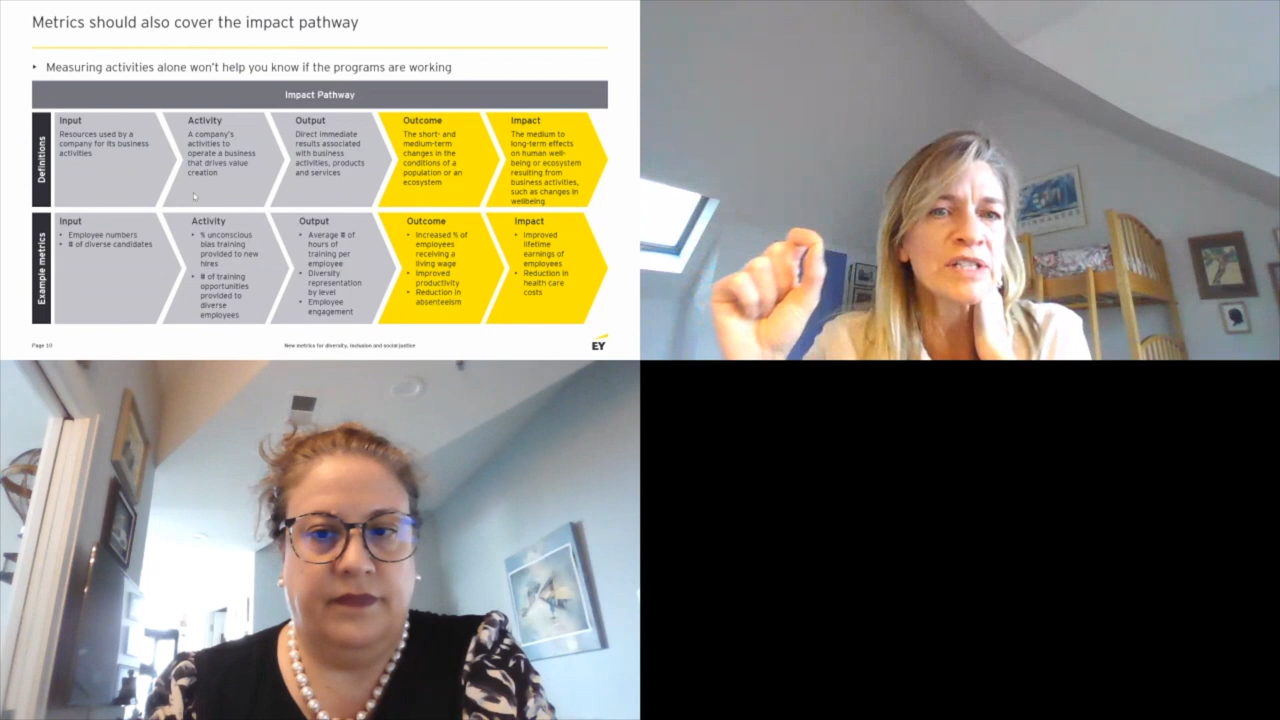 Metrics should also cover the impact pathway
Measuring activities alone won't help you know if the programs are working
Impact Pathway
Definitions
Input
Resources used by a
company for its business
activities
Activity
A company's
activities to
operate a business
that drives value
creation
Output
Direct immediate
results associated
with business
activities, products
and services
Outcome
The short- and
medium-term
changes in the
conditions of a
population or an
ecosystem
Impact
The medium to
long-term effects
on human well-
being or ecosystem
resulting from
business activities,
such as changes in
wellbeing
Example metrics
Input
• Employee numbers
• # of diverse candidates
Activity
• % unconscious
bias training
provided to new
hires
• # of training
opportunities
provided to
diverse
employees
Output
• Average # of
hours of
training per
employee
• Diversity
representation
by level
• Employee
engagement
Outcome
• Increased % of
employees
receiving a
living wage
• Improved
productivity
• Reduction in
absenteeism
Impact
• Improved
lifetime
earnings of
employees
• Reduction in
health care
costs
Page 10
New metrics for diversity, inclusion and social justice
EY